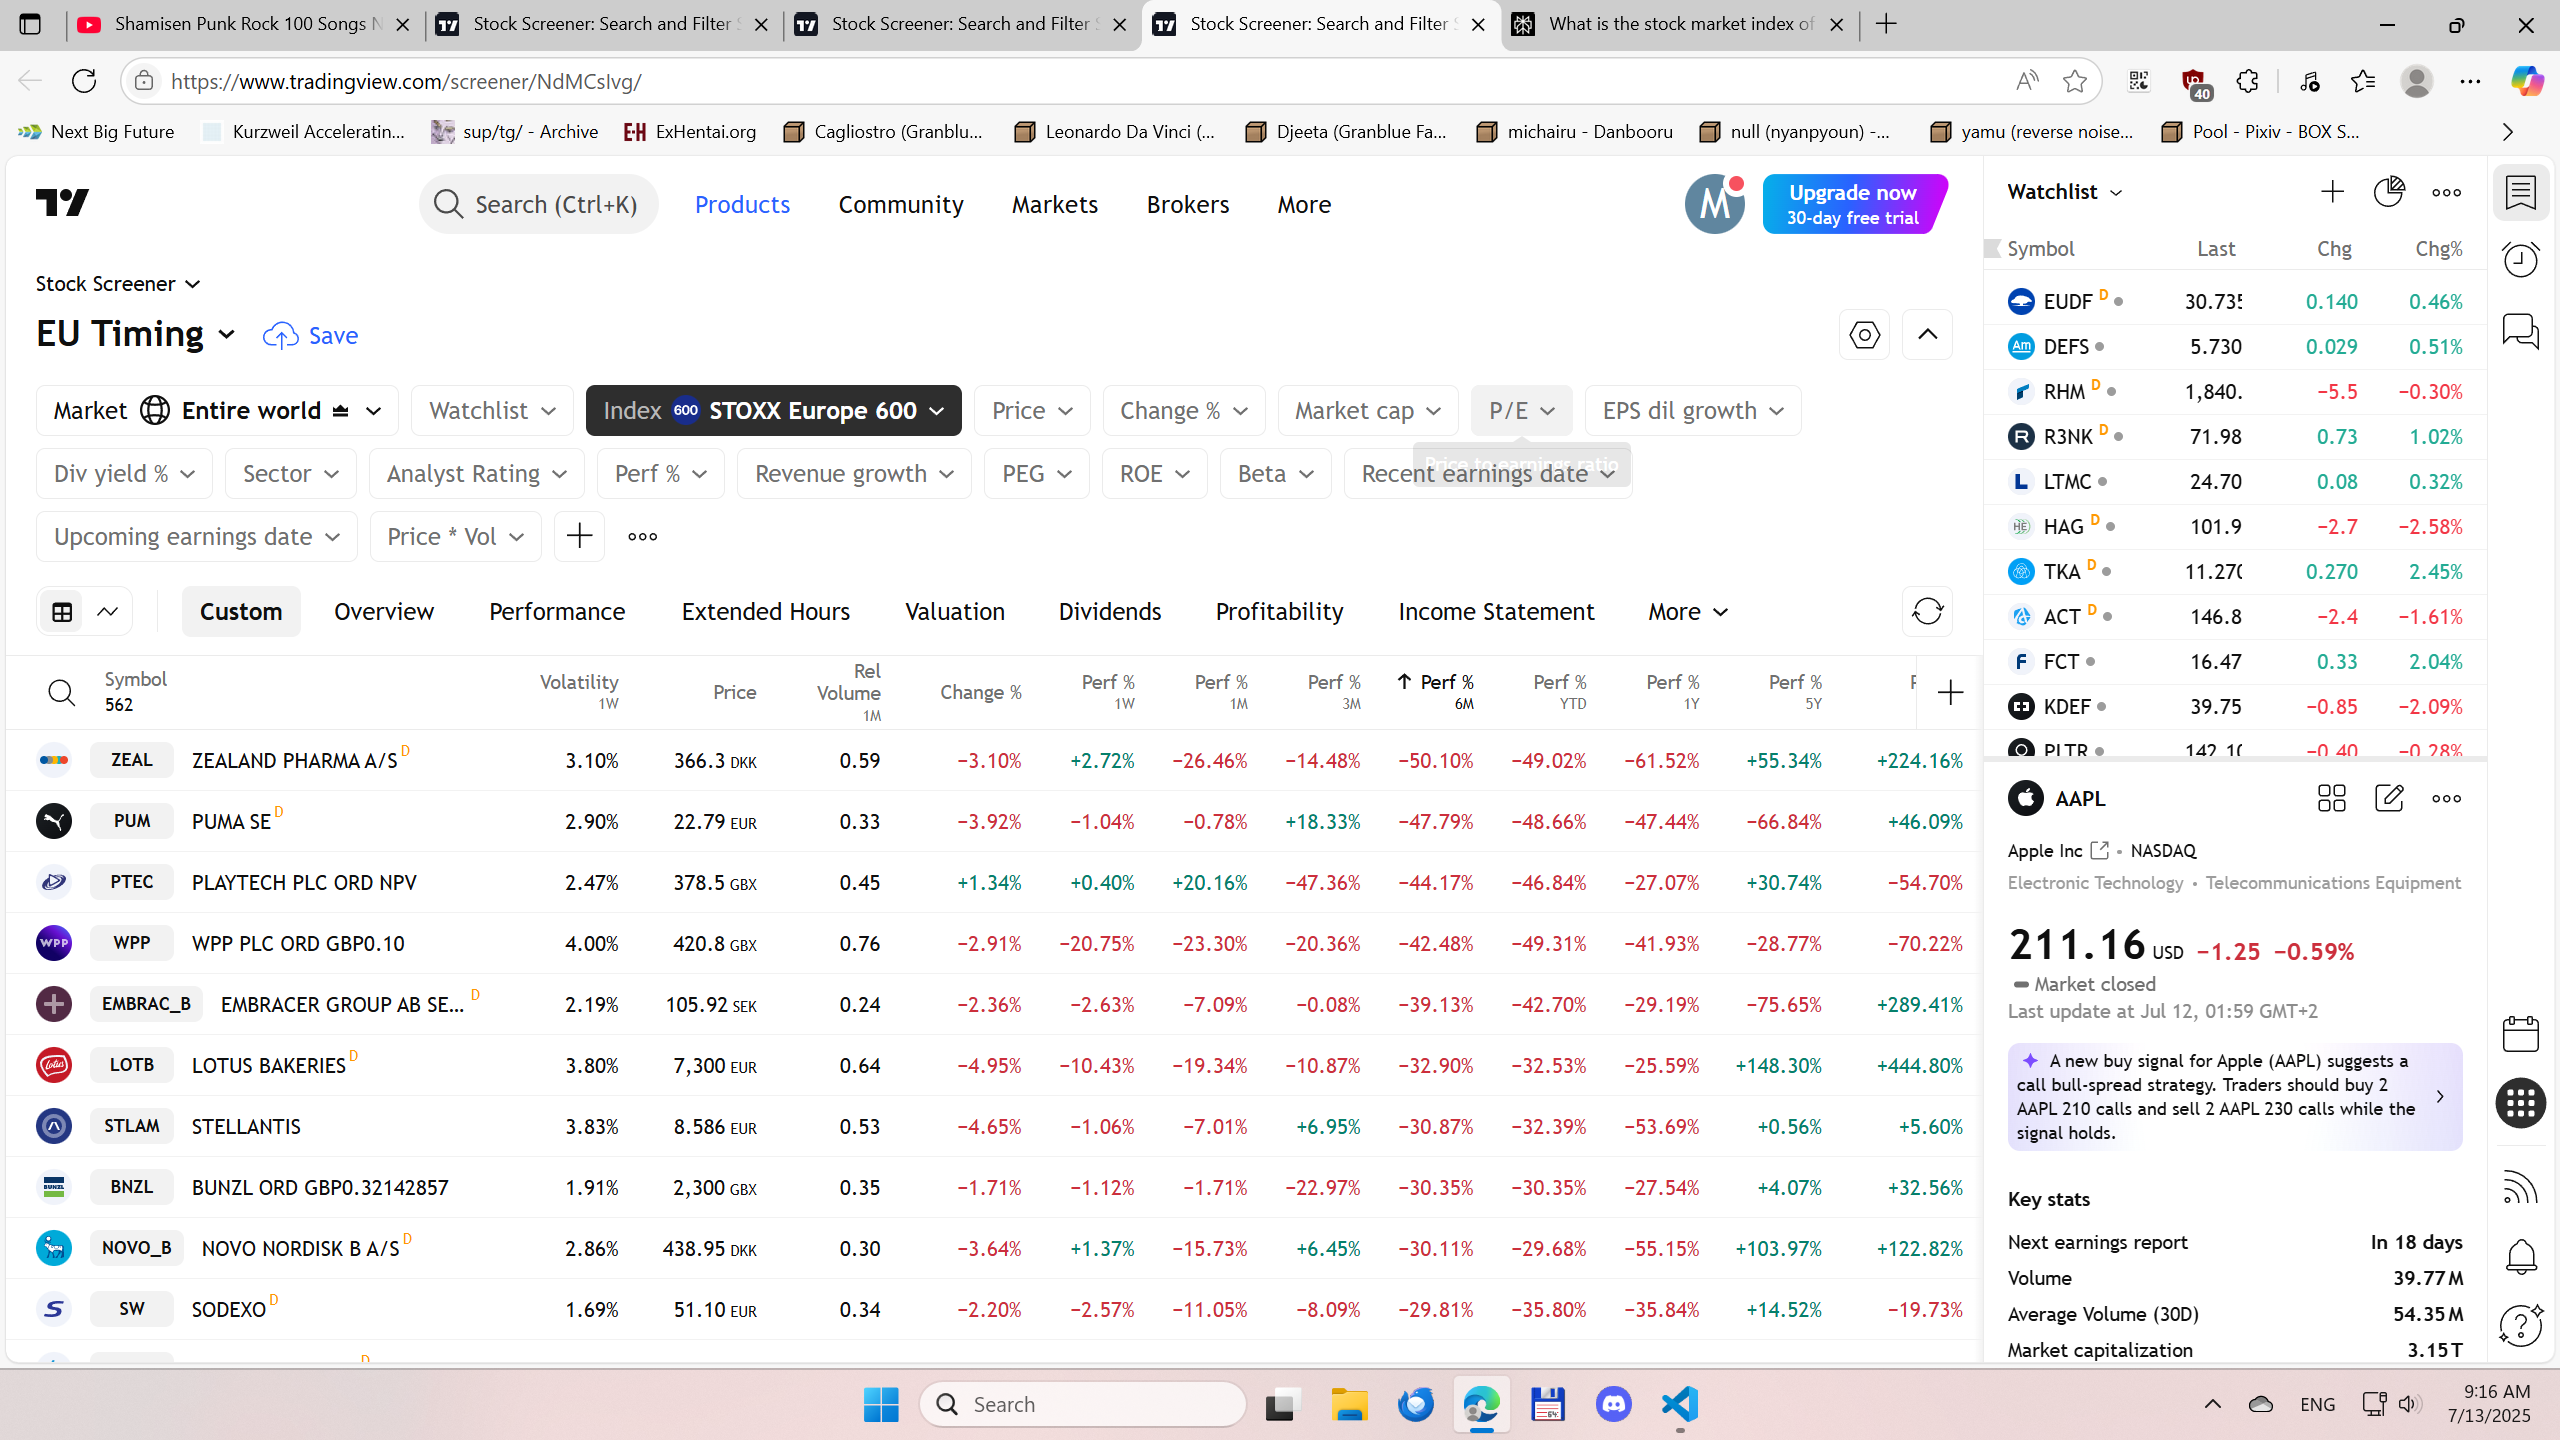 Shamisen Punk Rock 100 Songs N
Stock Screener: Search and Filter S
Stock Screener: Search and Filter S
Stock Screener: Search and Filter S
What is the stock market index of
https://www.tradingview.com/screener/NdMCsIvg/
40
Next Big Future
Kurzweil Acceleratin...
sup/tg/ - Archive
ExHentai.org
Cagliostro (Granblu...
Leonardo Da Vinci (...
Djeeta (Granblue Fa...
michairu - Danbooru
null (nyanpyoun) -...
yamu (reverse noise...
Pool - Pixiv - BOX S...
Search (Ctrl+K)
Products
Community
Markets
Brokers
More
M
Upgrade now
30-day free trial
Stock Screener
EU Timing
Save
Market Entire world
Watchlist
Index 600 STOXX Europe 600
Price
Change %
Market cap
P/E
EPS dil growth
Div yield %
Sector
Analyst Rating
Perf %
Revenue growth
PEG
ROE
Beta
Recent earnings date
Price to earnings ratio
Upcoming earnings date
Price * Vol
Custom
Overview
Performance
Extended Hours
Valuation
Dividends
Profitability
Income Statement
More
Symbol 562
Volatility 1W
Price
Rel Volume 1M
Change %
Perf % 1W
Perf % 1M
Perf % 3M
Perf % 6M
Perf % YTD
Perf % 1Y
Perf % 5Y
ZEAL ZEALAND PHARMA A/S D 3.10% 366.3 DKK 0.59 −3.10% +2.72% −26.46% −14.48% −50.10% −49.02% −61.52% +55.34% +224.16%
PUM PUMA SE D 2.90% 22.79 EUR 0.33 −3.92% −1.04% −0.78% +18.33% −47.79% −48.66% −47.44% −66.84% +46.09%
PTEC PLAYTECH PLC ORD NPV 2.47% 378.5 GBX 0.45 +1.34% +0.40% +20.16% −47.36% −44.17% −46.84% −27.07% +30.74% −54.70%
WPP WPP WPP PLC ORD GBP0.10 4.00% 420.8 GBX 0.76 −2.91% −20.75% −23.30% −20.36% −42.48% −49.31% −41.93% −28.77% −70.22%
EMBRAC_B EMBRACER GROUP AB SE... D 2.19% 105.92 SEK 0.24 −2.36% −2.63% −7.09% −0.08% −39.13% −42.70% −29.19% −75.65% +289.41%
Lotus LOTB LOTUS BAKERIES D 3.80% 7,300 EUR 0.64 −4.95% −10.43% −19.34% −10.87% −32.90% −32.53% −25.59% +148.30% +444.80%
STLAM STELLANTIS 3.83% 8.586 EUR 0.53 −4.65% −1.06% −7.01% +6.95% −30.87% −32.39% −53.69% +0.56% +5.60%
BUNZL BNZL BUNZL ORD GBP0.32142857 1.91% 2,300 GBX 0.35 −1.71% −1.12% −1.71% −22.97% −30.35% −30.35% −27.54% +4.07% +32.56%
NOVO_B NOVO NORDISK B A/S D 2.86% 438.95 DKK 0.30 −3.64% +1.37% −15.73% +6.45% −30.11% −29.68% −55.15% +103.97% +122.82%
S SW SODEXO D 1.69% 51.10 EUR 0.34 −2.20% −2.57% −11.05% −8.09% −29.81% −35.80% −35.84% +14.52% −19.73%
D
Watchlist
Symbol Last Chg Chg%
EUDF D 30.735 0.140 0.46%
Am DEFS 5.730 0.029 0.51%
RHM D 1,840. −5.5 −0.30%
R R3NK D 71.98 0.73 1.02%
L LTMC 24.70 0.08 0.32%
HE HAG D 101.9 −2.7 −2.58%
TKA D 11.270 0.270 2.45%
ACT D 146.8 −2.4 −1.61%
F FCT 16.47 0.33 2.04%
KDEF 39.75 −0.85 −2.09%
PLTR 142.10 −0.40 −0.28%
AAPL
Apple Inc • NASDAQ
Electronic Technology • Telecommunications Equipment
211.16 USD −1.25 −0.59%
Market closed
Last update at Jul 12, 01:59 GMT+2
A new buy signal for Apple (AAPL) suggests a
call bull-spread strategy. Traders should buy 2
AAPL 210 calls and sell 2 AAPL 230 calls while the
signal holds.
Key stats
Next earnings report In 18 days
Volume 39.77 M
Average Volume (30D) 54.35 M
Market capitalization 3.15 T
Search
64
ENG
9:16 AM
7/13/2025